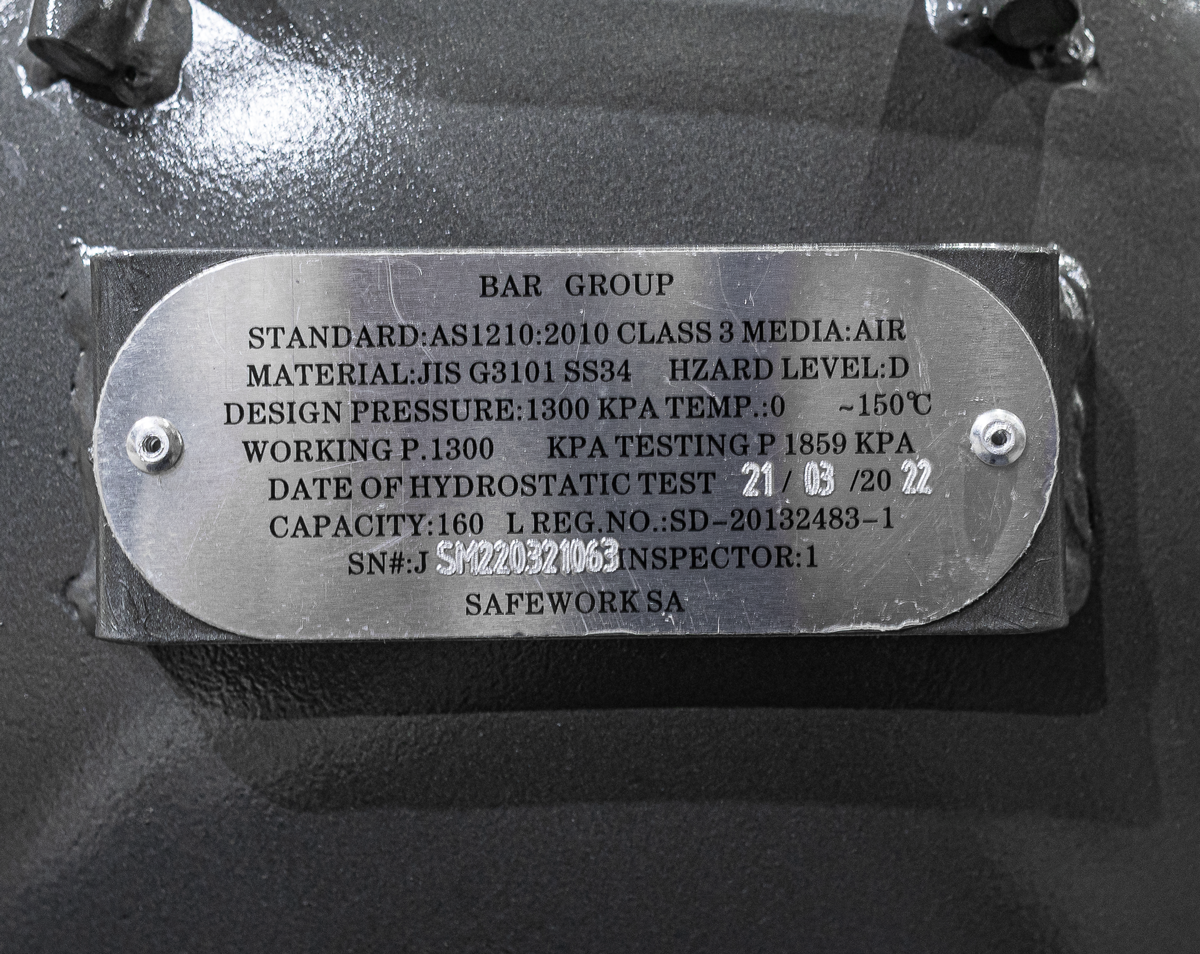 BAR GROUP
STANDARD:AS1210:2010 CLASS 3 MEDIA:AIR
MATERIAL:JIS G3101 SS34 HZARD LEVEL:D
DESIGN PRESSURE:1300 KPA TEMP.:0 ~150℃
WORKING P.1300 KPA TESTING P 1859 KPA
DATE OF HYDROSTATIC TEST 21 / 03 /20 22
CAPACITY:160 L REG.NO.:SD-20132483-1
SN#:J SM220321063 INSPECTOR:1
SAFEWORK SA